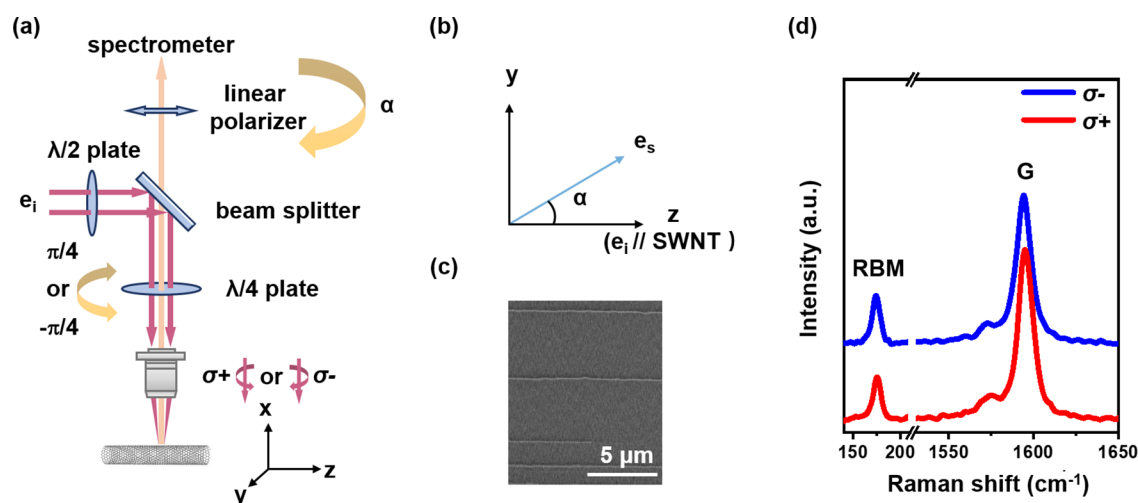 (a)
spectrometer
linear
polarizer
α
λ/2 plate
eᵢ
beam splitter
π/4
or
-π/4
λ/4 plate
σ+ or σ-
x
z
y
(b)
y
eₛ
α
z
(eᵢ // SWNT )
(c)
5 μm
(d)
σ-
σ+
G
RBM
Intensity (a.u.)
150 200 1550 1600 1650
Raman shift (cm⁻¹)